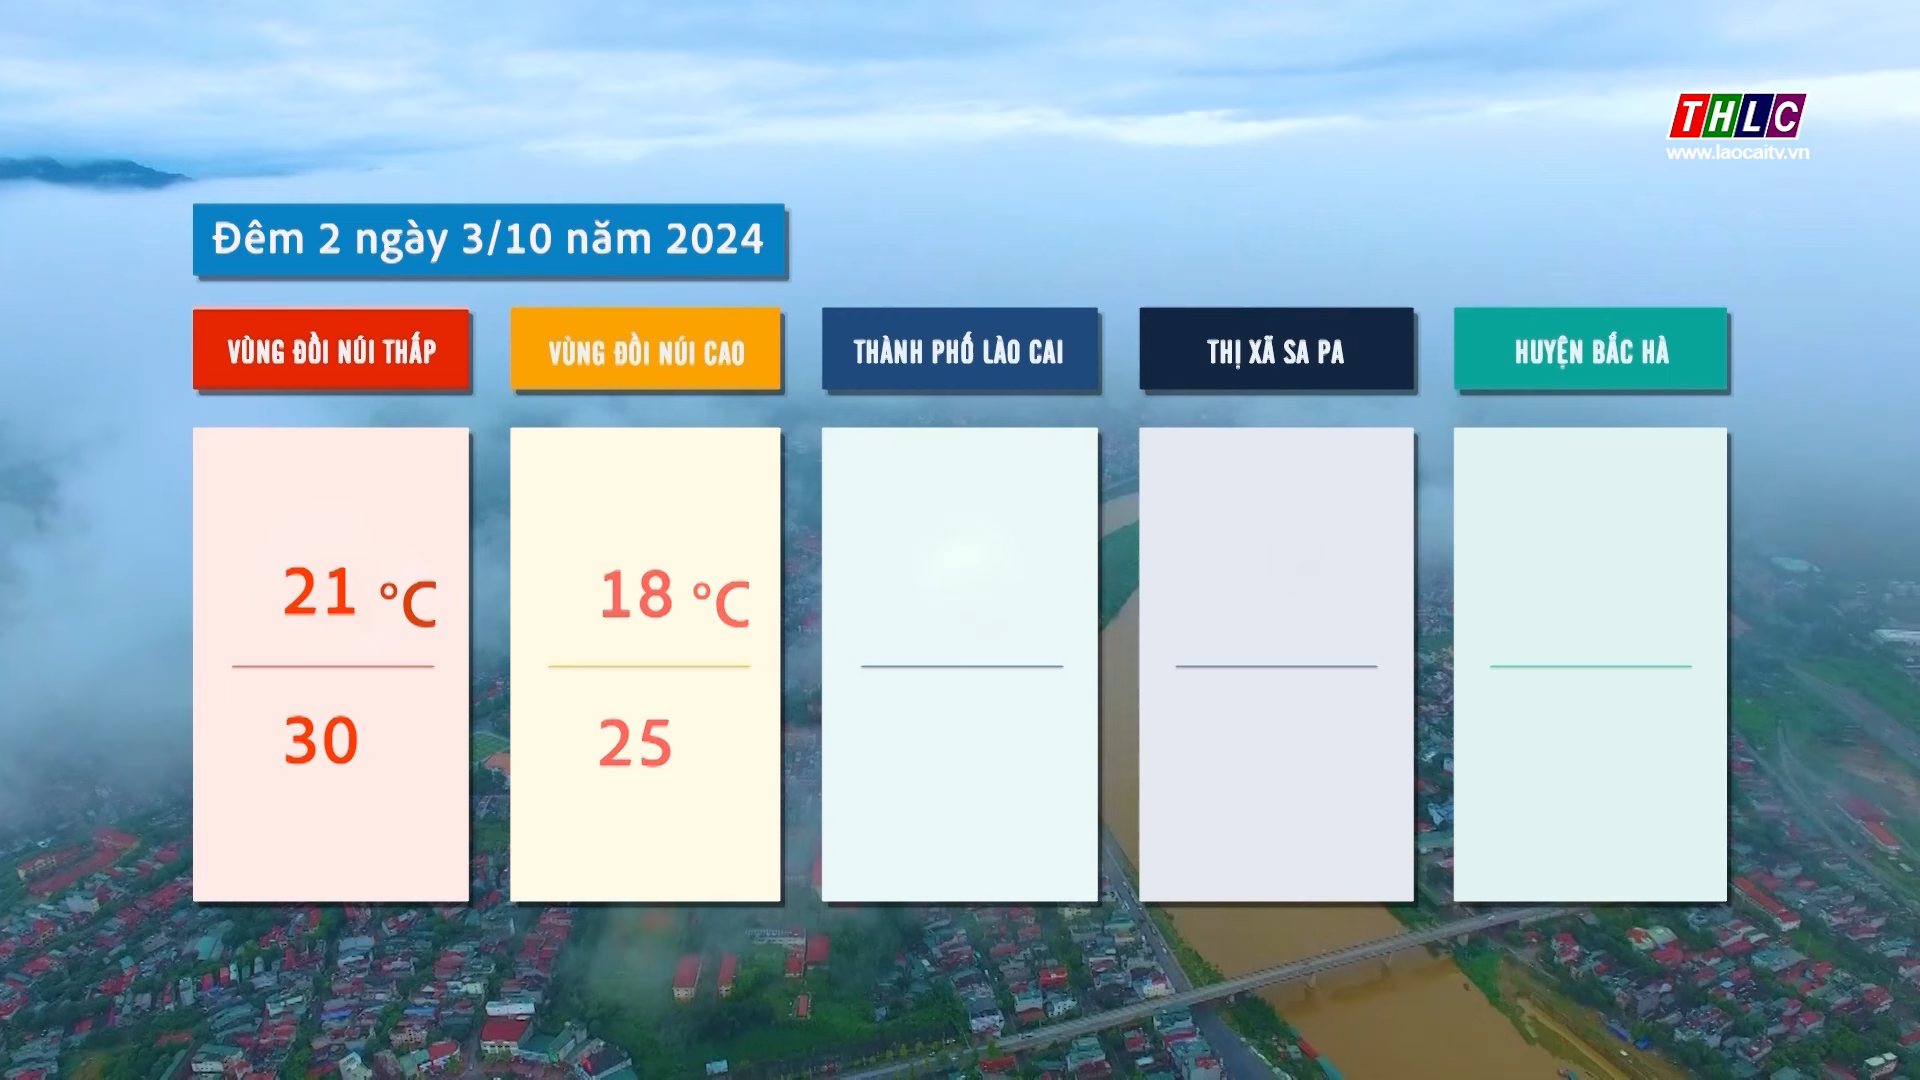 THLC
www.laocaitv.vn
Đêm 2 ngày 3/10 năm 2024
VÙNG ĐỒI NÚI THẤP
VÙNG ĐỒI NÚI CAO
THÀNH PHỐ LÀO CAI
THỊ XÃ SA PA
HUYỆN BẮC HÀ
21 °C
18 °C
30
25